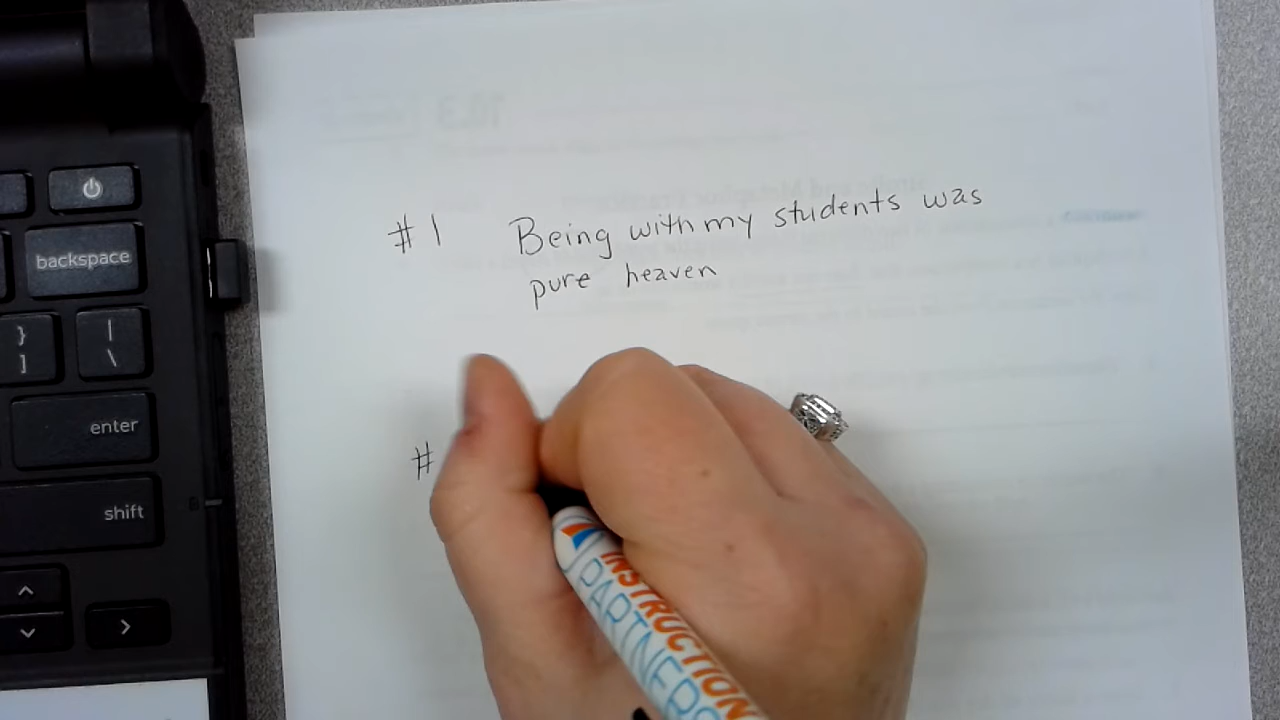 #1 Being with my students was
pure heaven
#
INSTRUCTION
PARTNERS
backspace
}
]
|
\
enter
shift